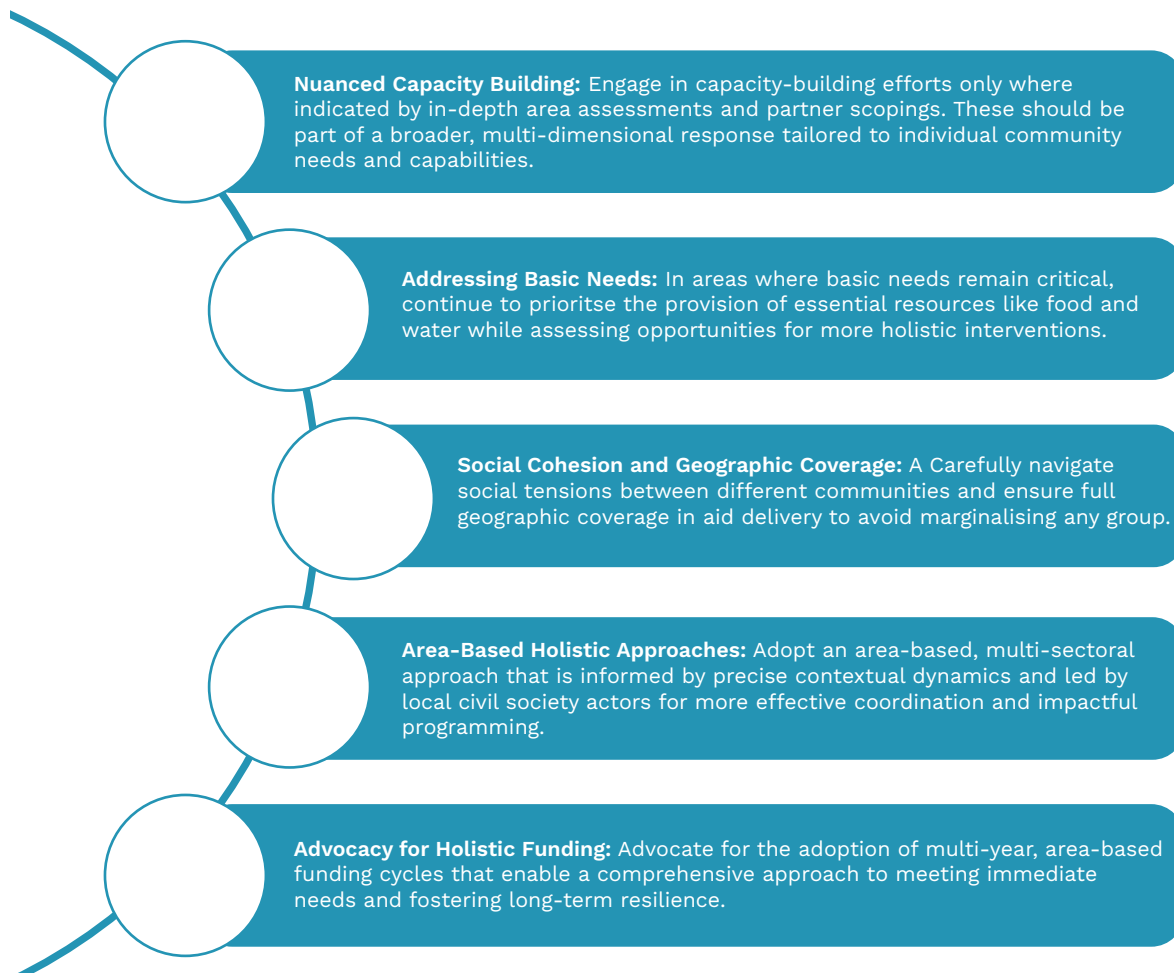 Nuanced Capacity Building: Engage in capacity-building efforts only where
indicated by in-depth area assessments and partner scopings. These should be
part of a broader, multi-dimensional response tailored to individual community
needs and capabilities.
Addressing Basic Needs: In areas where basic needs remain critical,
continue to prioritse the provision of essential resources like food and
water while assessing opportunities for more holistic interventions.
Social Cohesion and Geographic Coverage: A Carefully navigate
social tensions between different communities and ensure full
geographic coverage in aid delivery to avoid marginalising any group.
Area-Based Holistic Approaches: Adopt an area-based, multi-sectoral
approach that is informed by precise contextual dynamics and led by
local civil society actors for more effective coordination and impactful
programming.
Advocacy for Holistic Funding: Advocate for the adoption of multi-year, area-based
funding cycles that enable a comprehensive approach to meeting immediate
needs and fostering long-term resilience.